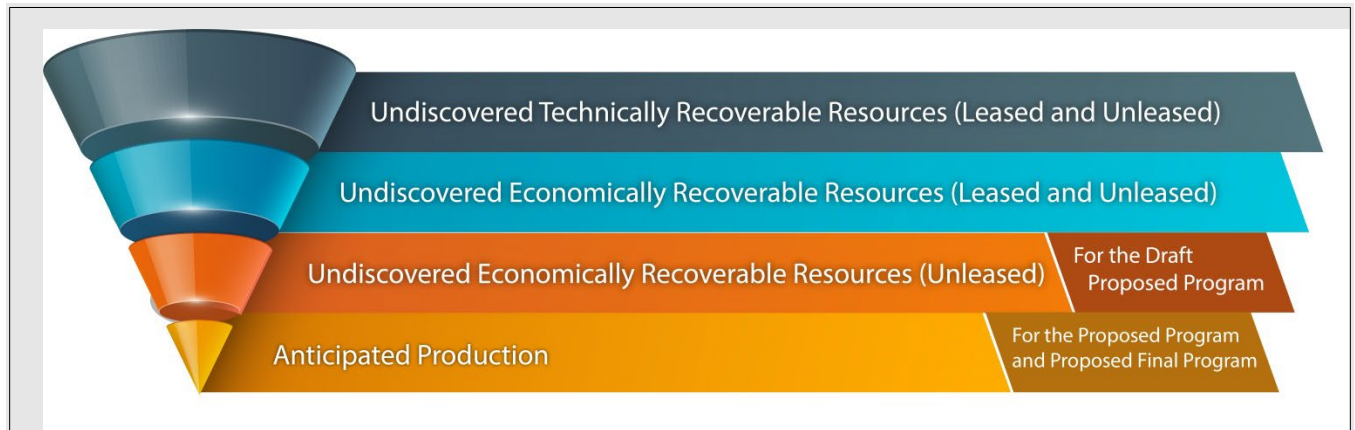 Undiscovered Technically Recoverable Resources (Leased and Unleased)
Undiscovered Economically Recoverable Resources (Leased and Unleased)
Undiscovered Economically Recoverable Resources (Unleased)
For the Draft
Proposed Program
Anticipated Production
For the Proposed Program
and Proposed Final Program